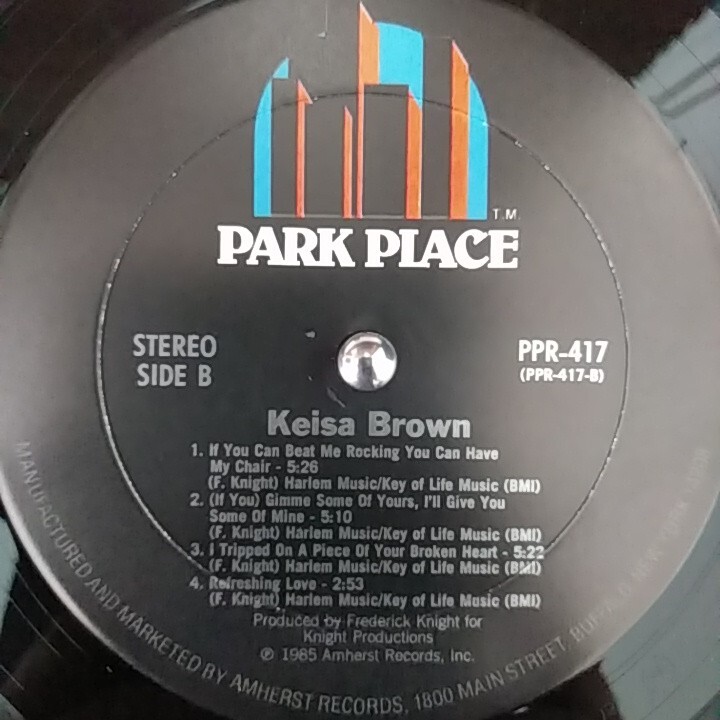 T.M.
PARK PLACE
STEREO
SIDE B
PPR-417
(PPR-417-B)
Keisa Brown
1. If You Can Beat Me Rocking You Can Have
My Chair - 5:26
(F. Knight) Harlem Music/Key of Life Music (BMI)
2. (If You) Gimme Some Of Yours, I'll Give You
Some Of Mine - 5:10
(F. Knight) Harlem Music/Key of Life Music (BMI)
3. I Tripped On A Piece Of Your Broken Heart - 5:22
(F. Knight) Harlem Music/Key of Life Music (BMI)
4. Refreshing Love - 2:53
(F. Knight) Harlem Music/Key of Life Music (BMI)
Produced by Frederick Knight for
Knight Productions
℗ 1985 Amherst Records, Inc.
MANUFACTURED AND MARKETED BY AMHERST RECORDS, 1800 MAIN STREET,